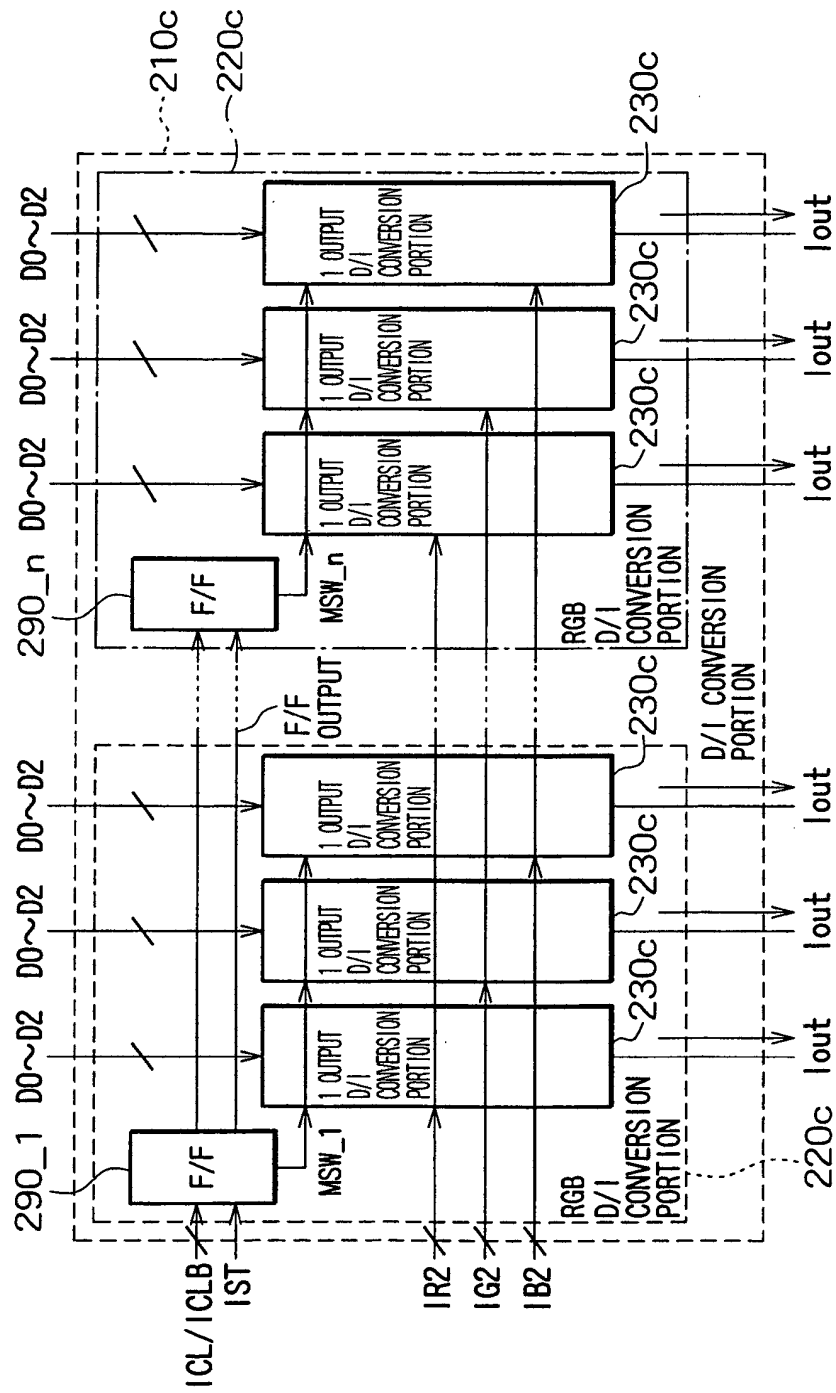 210c
220c
D0~D2
D0~D2
D0~D2
D0~D2
D0~D2
D0~D2
290_1
290_n
F/F
F/F
ICL/ICLB
IST
F/F
OUTPUT
MSW_1
MSW_n
1 OUTPUT
D/I
CONVERSION
PORTION
1 OUTPUT
D/I
CONVERSION
PORTION
1 OUTPUT
D/I
CONVERSION
PORTION
1 OUTPUT
D/I
CONVERSION
PORTION
1 OUTPUT
D/I
CONVERSION
PORTION
1 OUTPUT
D/I
CONVERSION
PORTION
IR2
IG2
IB2
230c
230c
230c
230c
230c
230c
RGB
D/I
CONVERSION
PORTION
RGB
D/I
CONVERSION
PORTION
D/I CONVERSION
PORTION
220c
Iout
Iout
Iout
Iout
Iout
Iout